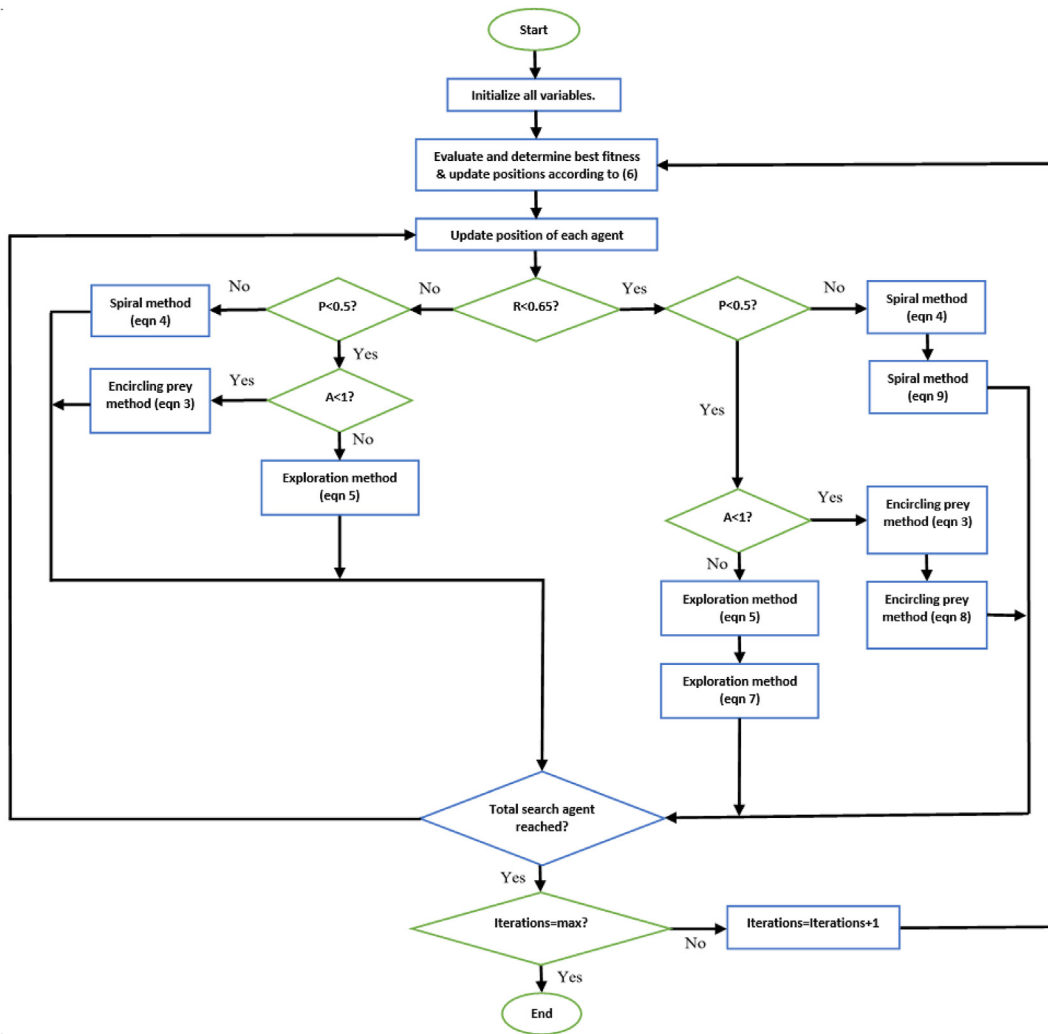 Start
Initialize all variables.
Evaluate and determine best fitness
& update positions according to (6)
Update position of each agent
No
P<0.5?
No
R<0.65?
Yes
P<0.5?
No
Spiral method
(eqn 4)
Spiral method
(eqn 4)
Yes
Spiral method
(eqn 9)
Encircling prey
method (eqn 3)
Yes
A<1?
Yes
No
Exploration method
(eqn 5)
A<1?
Yes
Encircling prey
method (eqn 3)
No
Exploration method
(eqn 5)
Encircling prey
method (eqn 8)
Exploration method
(eqn 7)
Total search agent
reached?
Yes
Iterations=max?
No
Iterations=Iterations+1
Yes
End